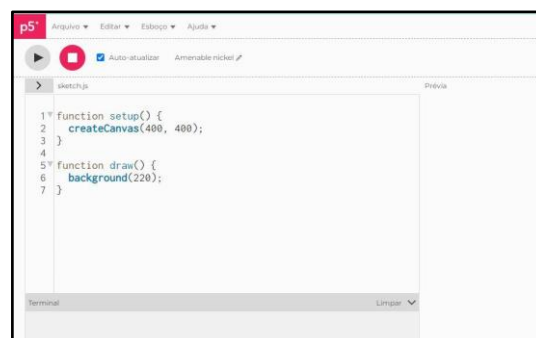 p5* Arquivo Editar Esboço Ajuda
Auto-atualizar Amenable nickel
sketch.js Prévia
1 function setup() {
2 createCanvas(400, 400);
3 }
4
5 function draw() {
6 background(220);
7 }
Terminal Limpar